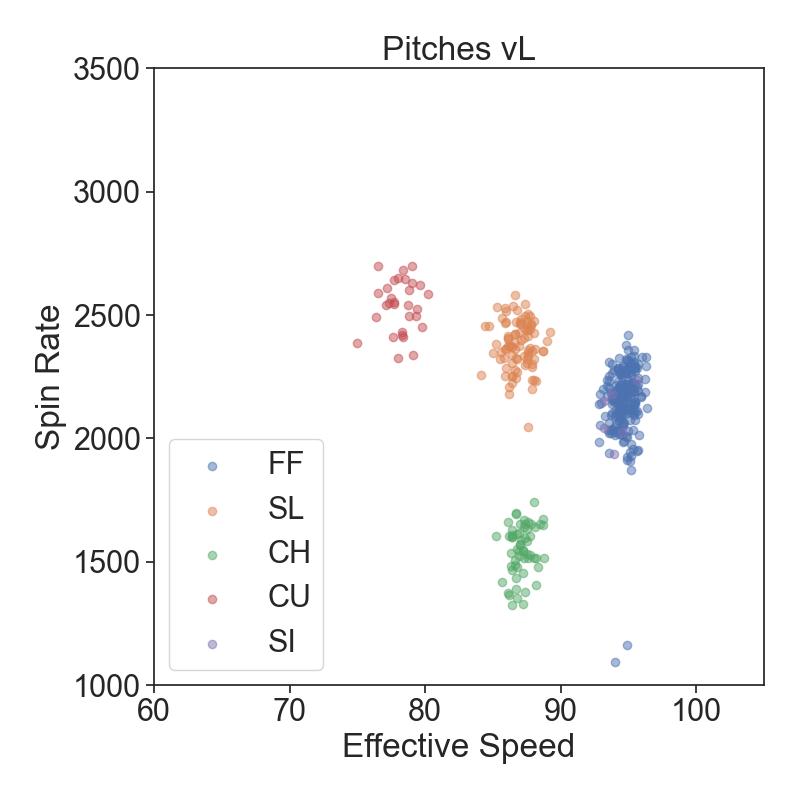 Pitches vL
3500
3000
2500
2000
1500
1000
Spin Rate
FF
SL
CH
CU
SI
60 70 80 90 100
Effective Speed